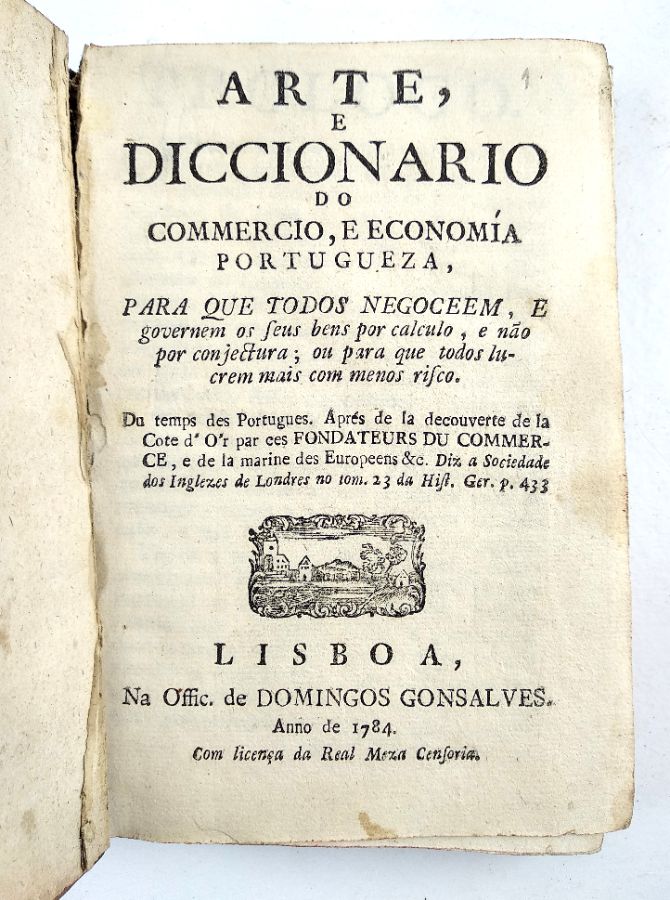 1
ARTE,
E
DICCIONARIO
DO
COMMERCIO, E ECONOMÍA
PORTUGUEZA,
PARA QUE TODOS NEGOCEEM, E
governem os ſeus bens por calculo, e não
por conjectura; ou para que todos lu-
crem mais com menos riſco.
Du temps des Portugues. Áprés de la decouverte de la
Cote d' O'r par ces FONDATEURS DU COMMER-
CE, e de la marine des Europeens &c. Diz a Sociedade
dos Inglezes de Londres no tom. 23 da Hiſt. Ger. p. 433
LISBOA,
Na Offic. de DOMINGOS GONSALVES.
Anno de 1784.
Com licença da Real Meza Cenſoria.